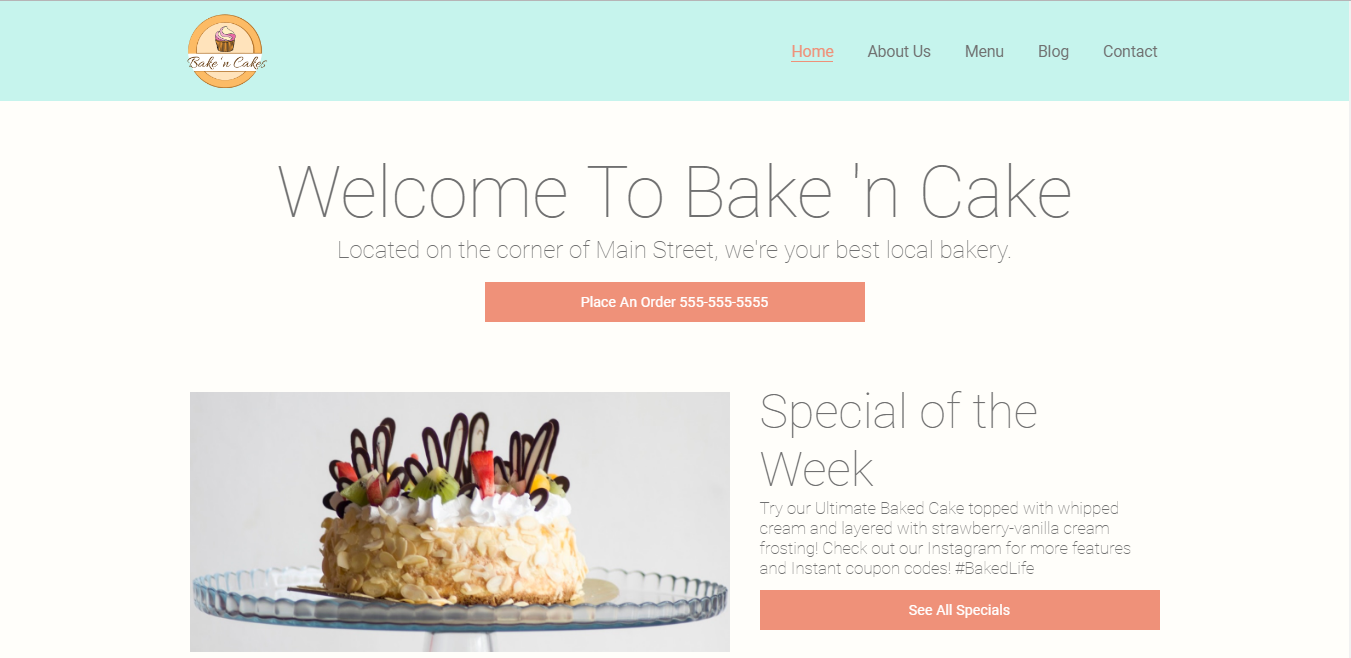 Bake 'n Cakes
Home About Us Menu Blog Contact
Welcome To Bake 'n Cake
Located on the corner of Main Street, we're your best local bakery.
Place An Order 555-555-5555
Special of the
Week
Try our Ultimate Baked Cake topped with whipped
cream and layered with strawberry-vanilla cream
frosting! Check out our Instagram for more features
and Instant coupon codes! #BakedLife
See All Specials